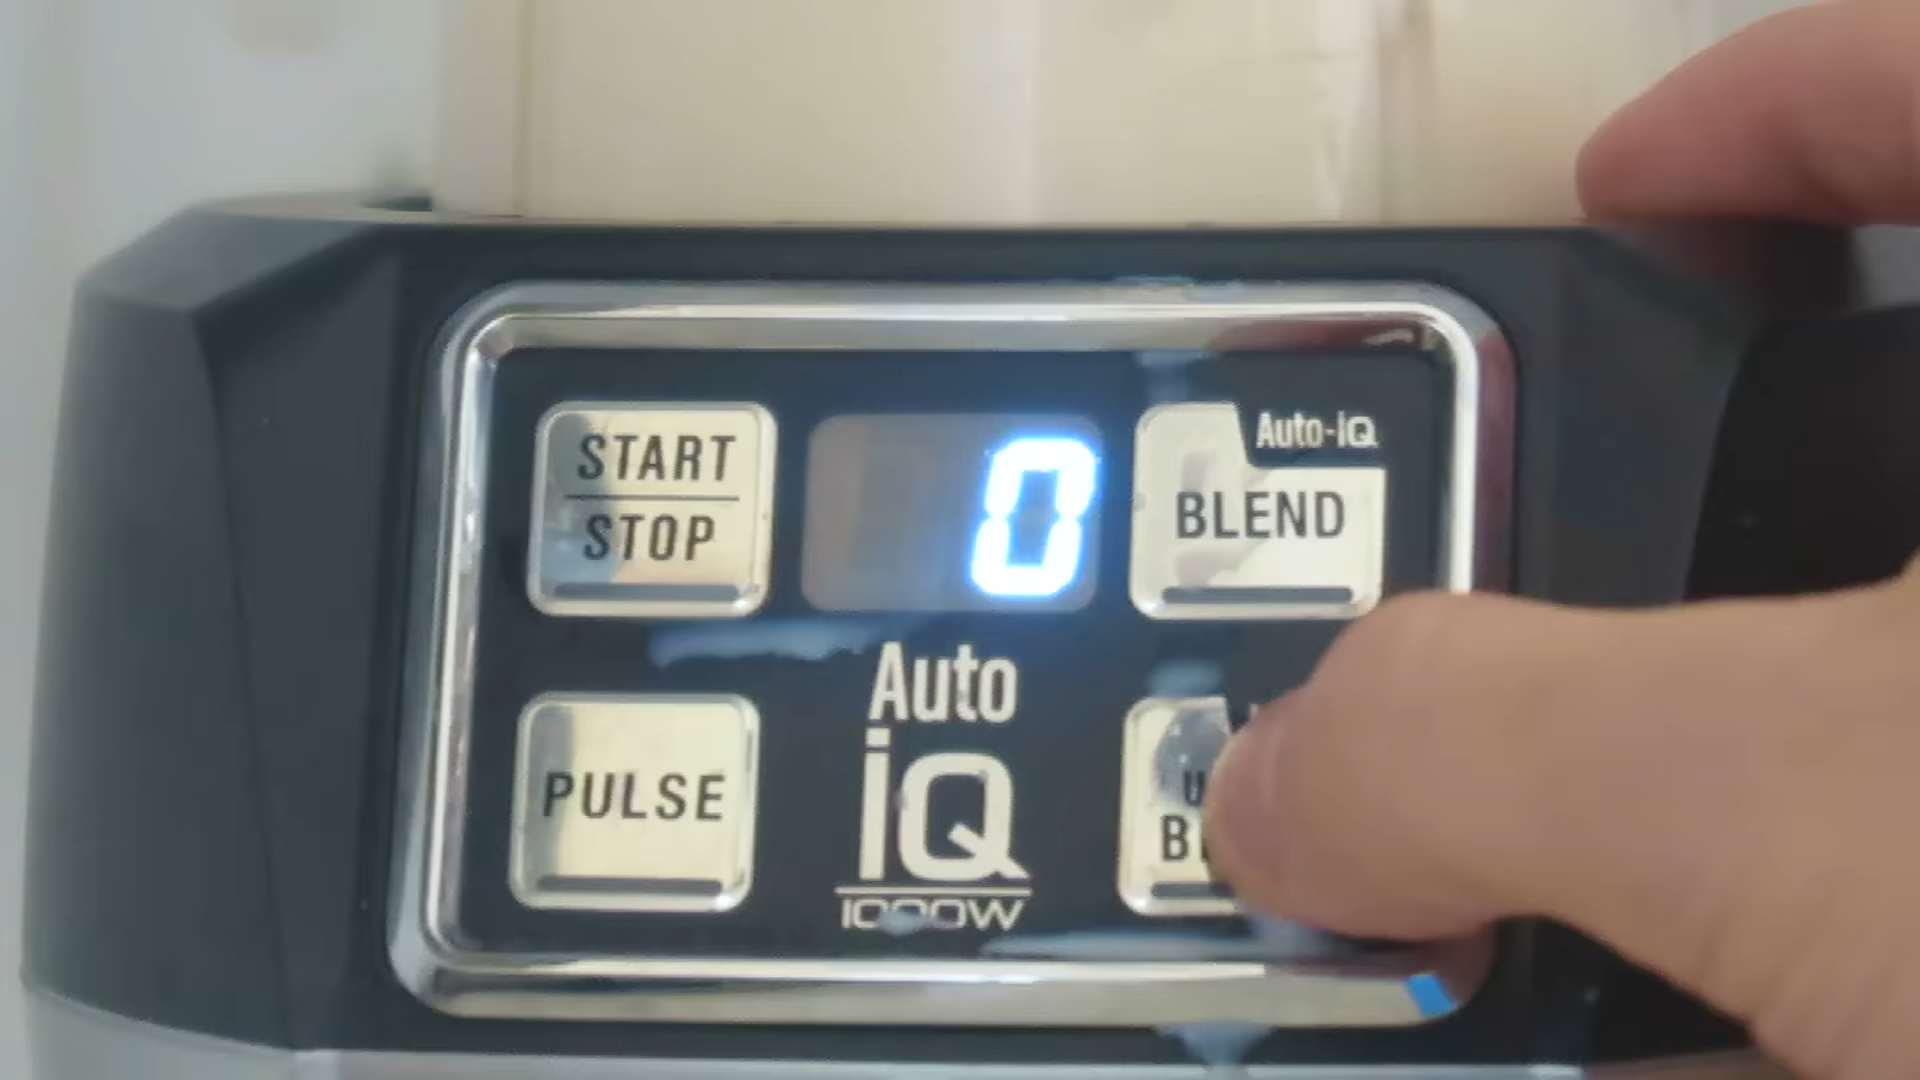 START
STOP
0
Auto-iQ
BLEND
PULSE
Auto
iQ
1000W